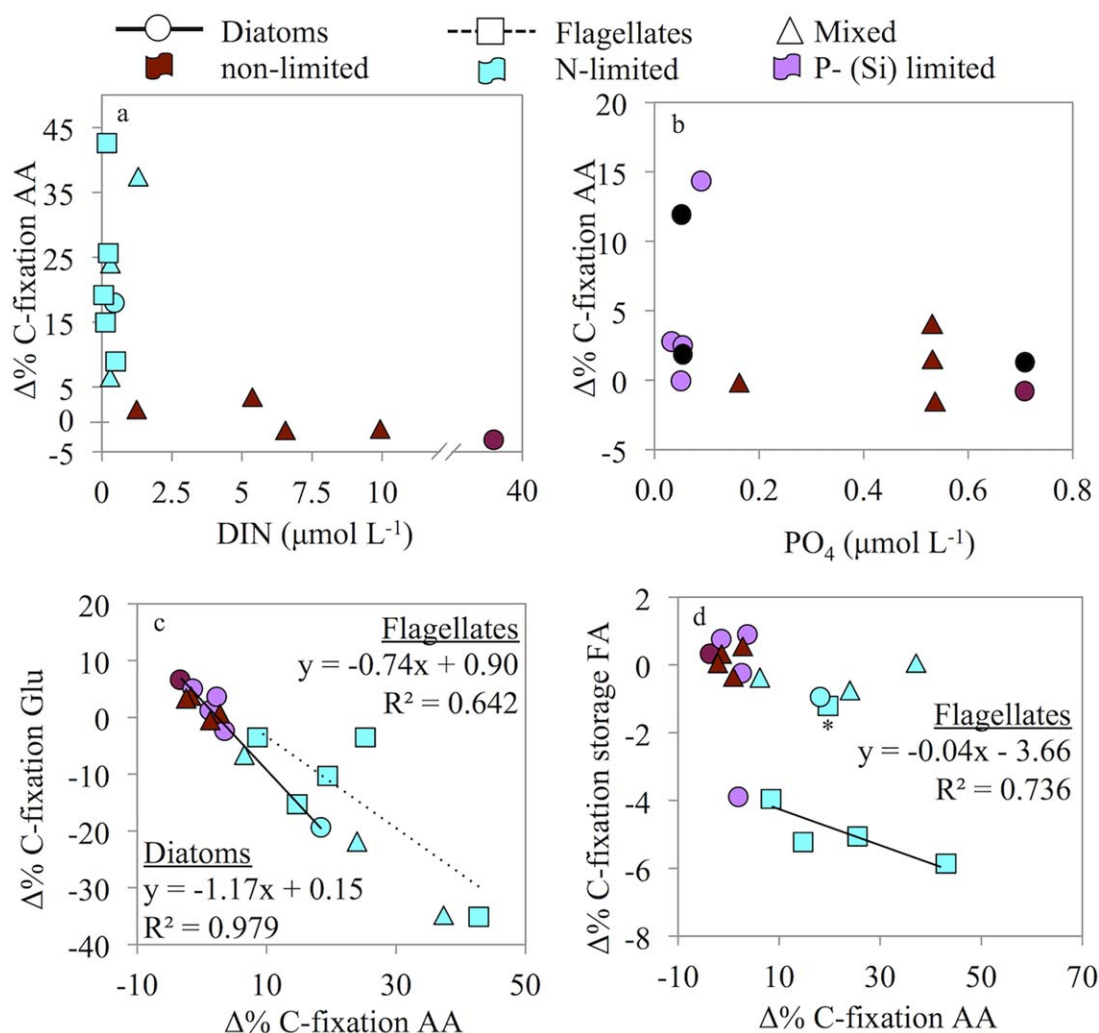 Diatoms Flagellates Mixed
non-limited N-limited P- (Si) limited
a
45
35
25
15
5
0
-5
Δ% C-fixation AA
0 2.5 5 7.5 10 40
DIN (µmol L⁻¹)
b
20
15
10
5
0
-5
Δ% C-fixation AA
0.0 0.2 0.4 0.6 0.8
PO₄ (µmol L⁻¹)
c
20
10
0
-10
-20
-30
-40
Δ% C-fixation Glu
Flagellates
y = -0.74x + 0.90
R² = 0.642
Diatoms
y = -1.17x + 0.15
R² = 0.979
-10 10 30 50
Δ% C-fixation AA
d
2
0
-2
-4
-6
-8
Δ% C-fixation storage FA
*
Flagellates
y = -0.04x - 3.66
R² = 0.736
-10 10 30 50 70
Δ% C-fixation AA